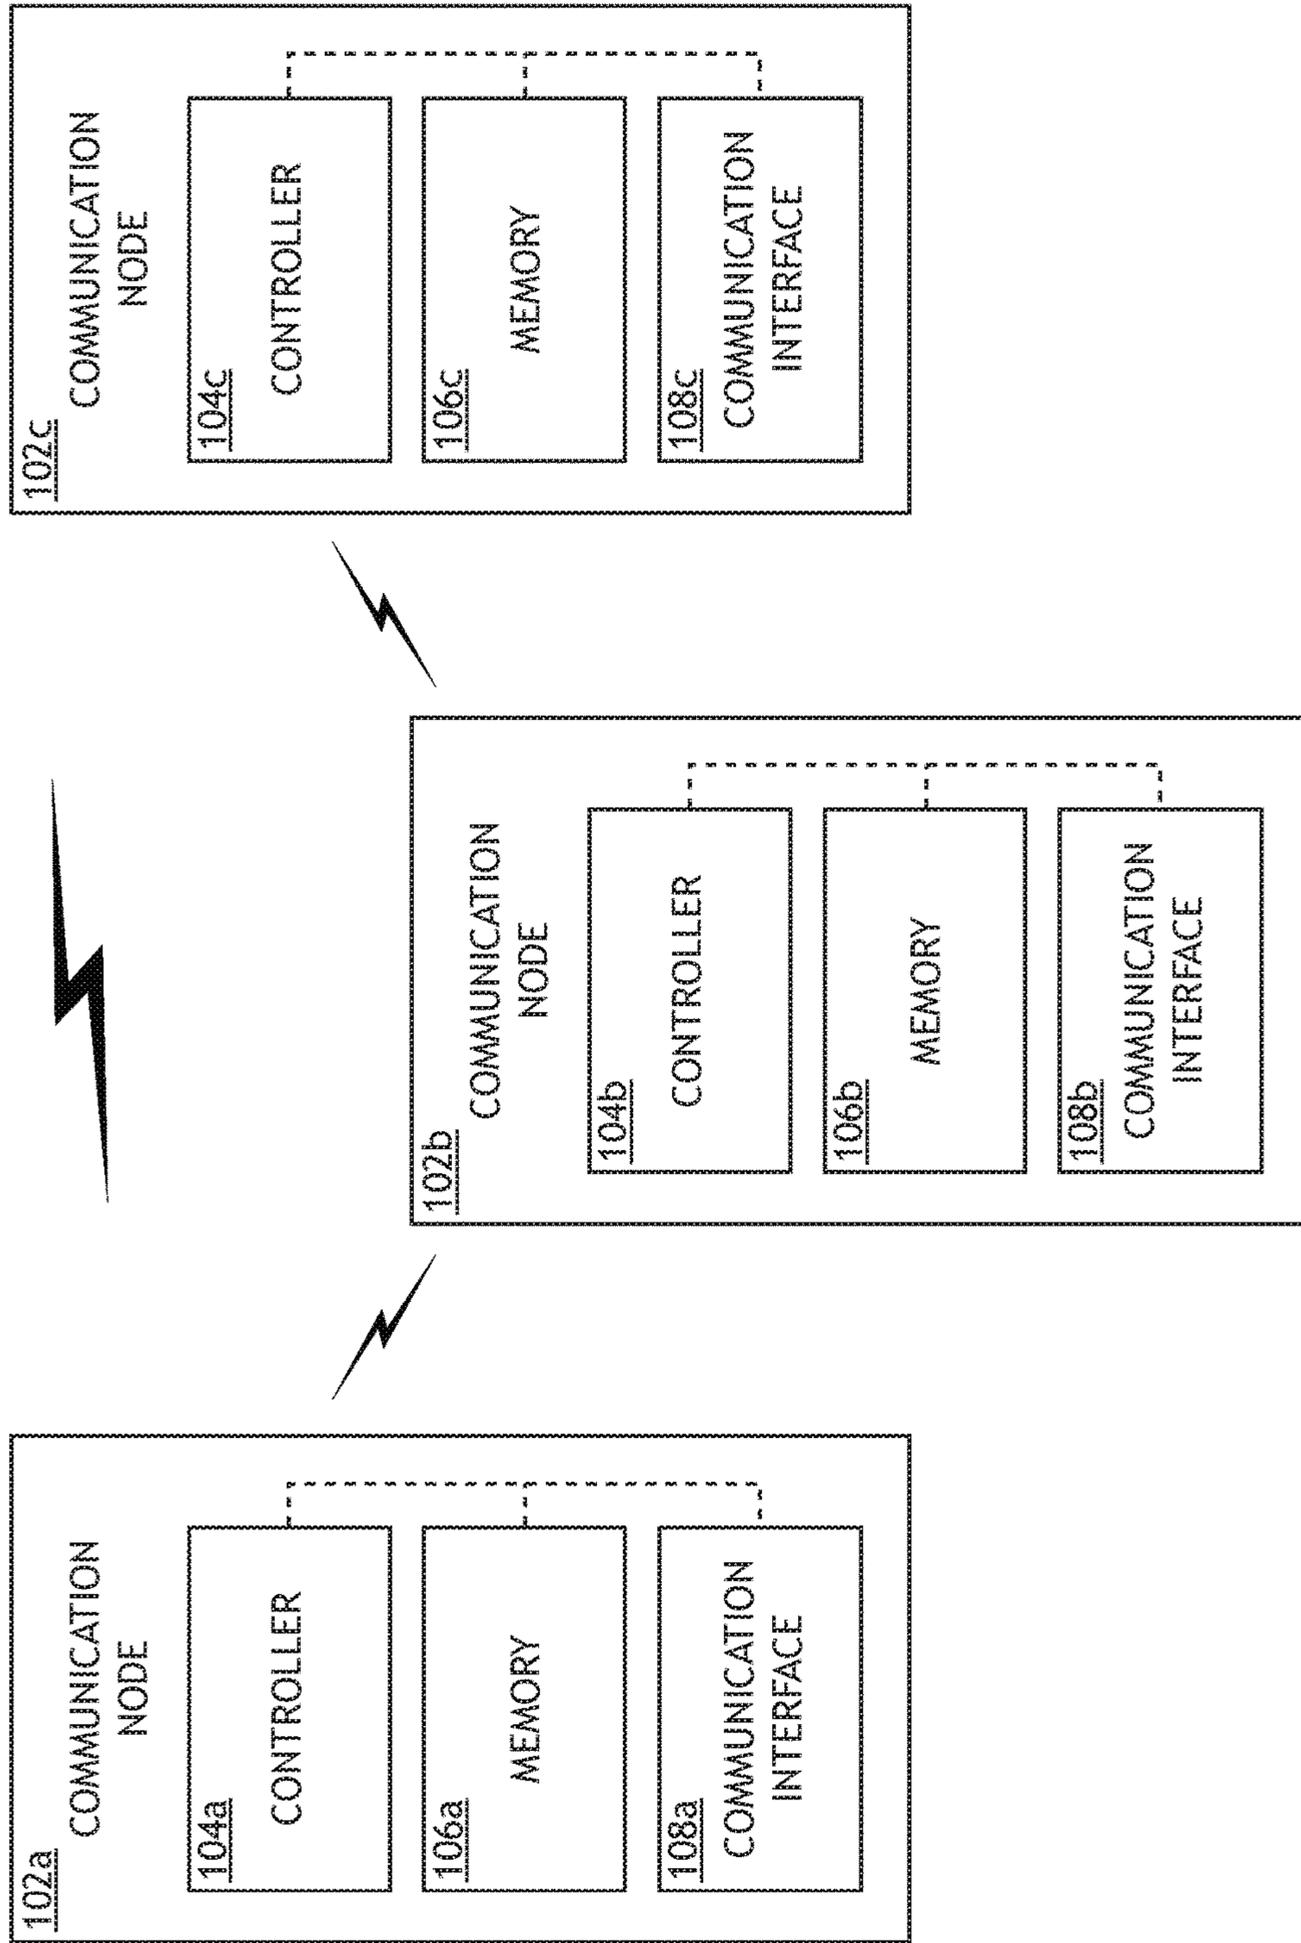 102a
COMMUNICATION
NODE
104a
CONTROLLER
106a
MEMORY
108a
COMMUNICATION
INTERFACE
102b
COMMUNICATION
NODE
104b
CONTROLLER
106b
MEMORY
108b
COMMUNICATION
INTERFACE
102c
COMMUNICATION
NODE
104c
CONTROLLER
106c
MEMORY
108c
COMMUNICATION
INTERFACE